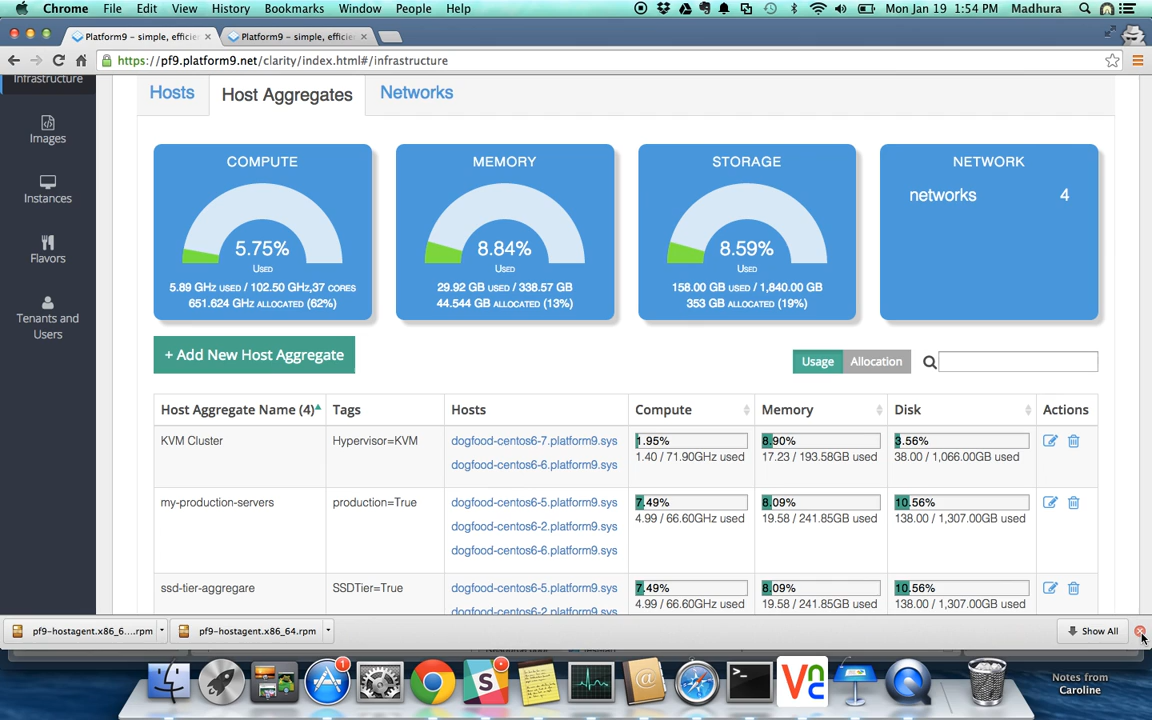 Chrome File Edit View History Bookmarks Window People Help Mon Jan 19 1:54 PM Madhura
Platform9 - simple, efficie Platform9 - simple, efficie
https://pf9.platform9.net/clarity/index.html#/infrastructure
Infrastructure
Images
Instances
Flavors
Tenants and
Users
Hosts Host Aggregates Networks
COMPUTE
5.75%
USED
5.89 GHz USED / 102.50 GHz,37 CORES
651.624 GHz ALLOCATED (62%)
MEMORY
8.84%
USED
29.92 GB USED / 338.57 GB
44.544 GB ALLOCATED (13%)
STORAGE
8.59%
USED
158.00 GB USED / 1,840.00 GB
353 GB ALLOCATED (19%)
NETWORK
networks 4
+ Add New Host Aggregate
Usage Allocation
Host Aggregate Name (4) Tags Hosts Compute Memory Disk Actions
KVM Cluster Hypervisor=KVM dogfood-centos6-7.platform9.sys 1.95% 8.90% 3.56%
1.40 / 71.90GHz used 17.23 / 193.58GB used 38.00 / 1,066.00GB used
dogfood-centos6-6.platform9.sys
my-production-servers production=True dogfood-centos6-5.platform9.sys 7.49% 8.09% 10.56%
4.99 / 66.60GHz used 19.58 / 241.85GB used 138.00 / 1,307.00GB used
dogfood-centos6-2.platform9.sys
dogfood-centos6-6.platform9.sys
ssd-tier-aggregare SSDTier=True dogfood-centos6-5.platform9.sys 7.49% 8.09% 10.56%
4.99 / 66.60GHz used 19.58 / 241.85GB used 138.00 / 1,307.00GB used
dogfood-centos6-2.platform9.sys
pf9-hostagent.x86_6....rpm pf9-hostagent.x86_64.rpm Show All
1
Notes from
Caroline